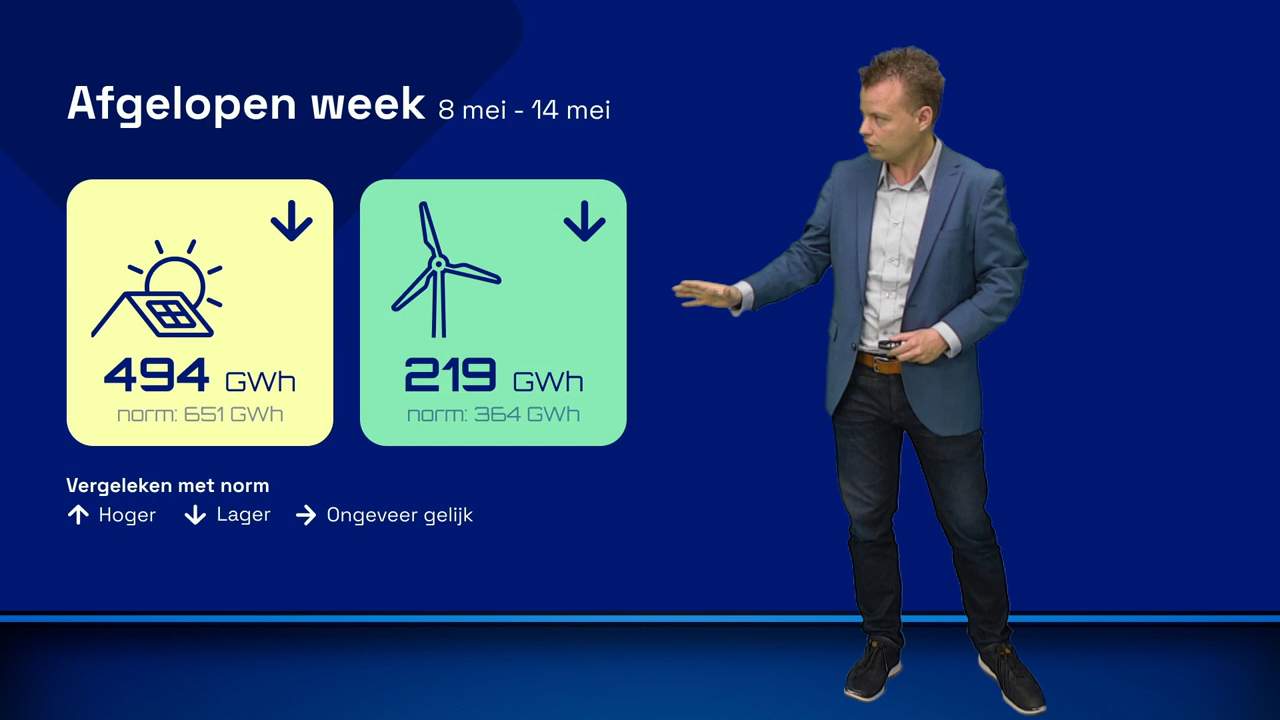 Afgelopen week 8 mei - 14 mei
494 GWh
norm: 651 GWh
219 GWh
norm: 364 GWh
Vergeleken met norm
Hoger Lager Ongeveer gelijk